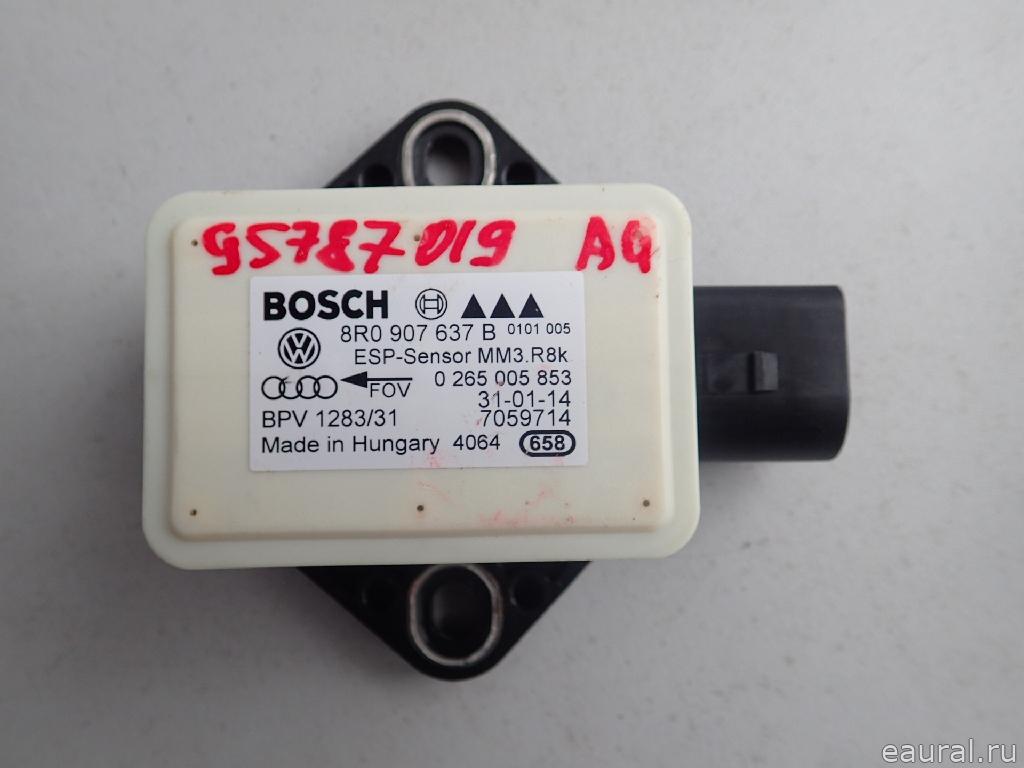 95787019 A4
BOSCH
8R0 907 637 B 0101 005
ESP-Sensor MM3.R8k
FOV 0 265 005 853
31-01-14
BPV 1283/31 7059714
Made in Hungary 4064 658
eaural.ru